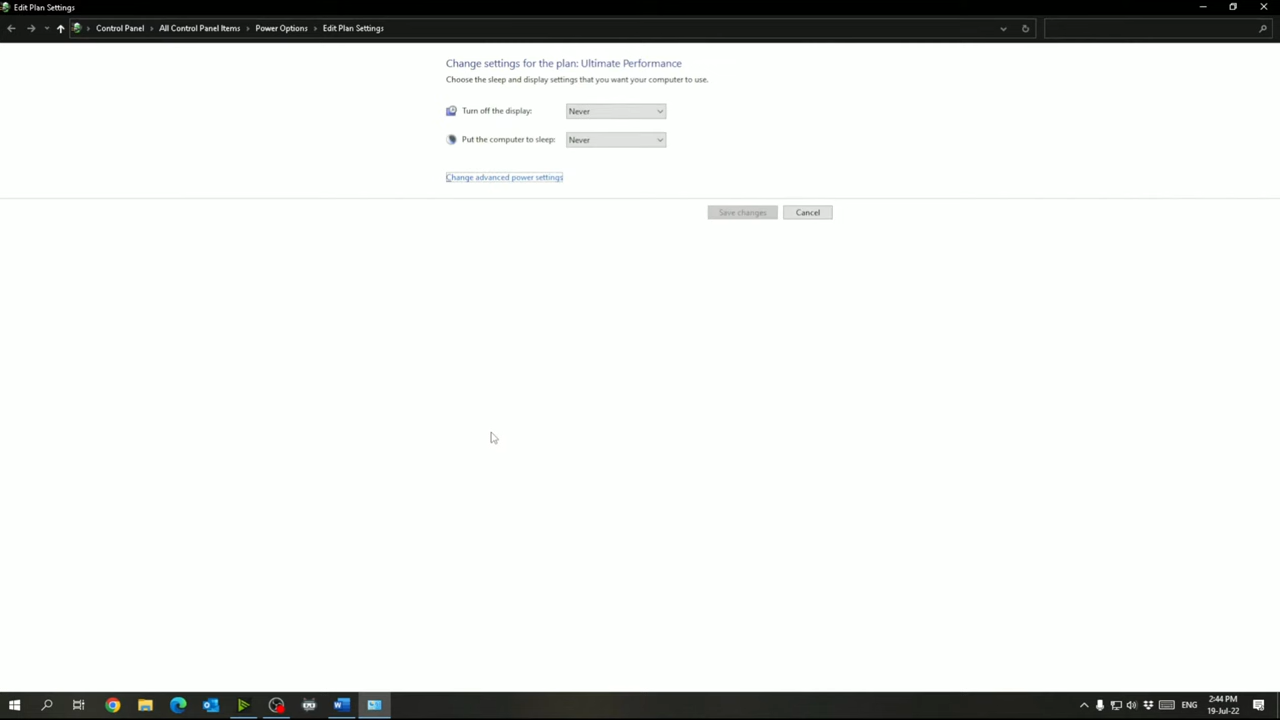 Edit Plan Settings
Control Panel
All Control Panel Items
Power Options
Edit Plan Settings
Change settings for the plan: Ultimate Performance
Choose the sleep and display settings that you want your computer to use.
Turn off the display:
Never
Put the computer to sleep:
Never
Change advanced power settings
Save changes
Cancel
ENG
2:44 PM
19-Jul-22